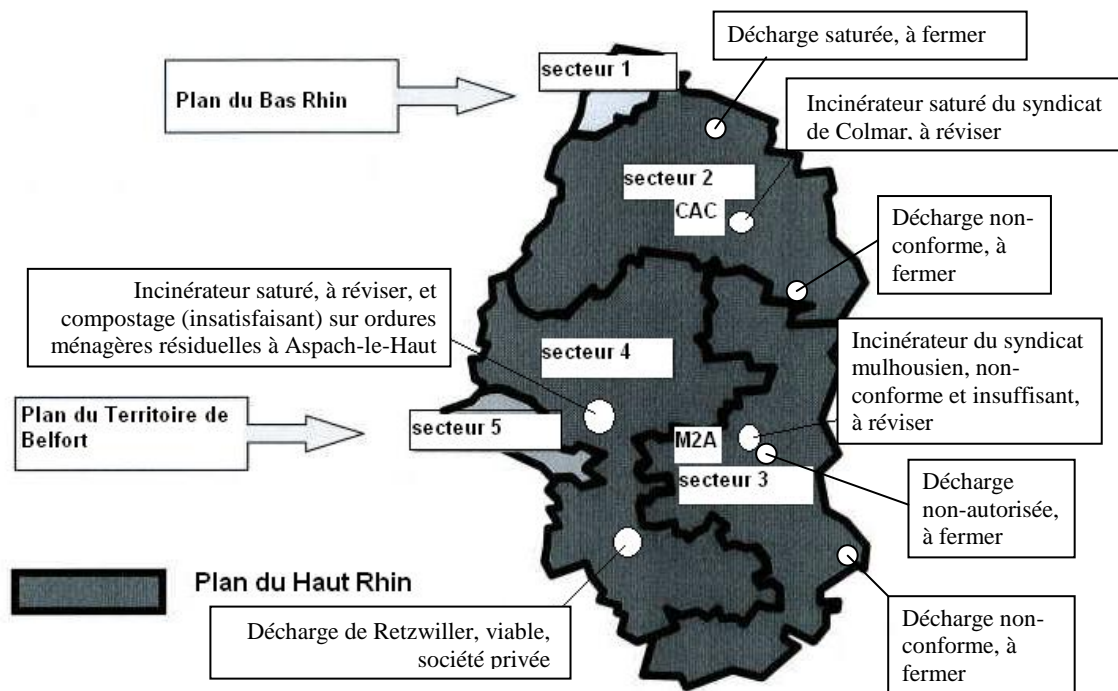 Décharge saturée, à fermer
secteur 1
Plan du Bas Rhin
Incinérateur saturé du syndicat
de Colmar, à réviser
secteur 2
CAC
Décharge non-
conforme, à
fermer
Incinérateur saturé, à réviser, et
compostage (insatisfaisant) sur ordures
ménagères résiduelles à Aspach-le-Haut
secteur 4
Incinérateur du syndicat
mulhousien, non-
conforme et insuffisant,
à réviser
Plan du Territoire de
Belfort
secteur 5
M2A
secteur 3
Décharge
non-autorisée,
à fermer
Plan du Haut Rhin
Décharge de Retzwiller, viable,
société privée
Décharge non-
conforme, à
fermer